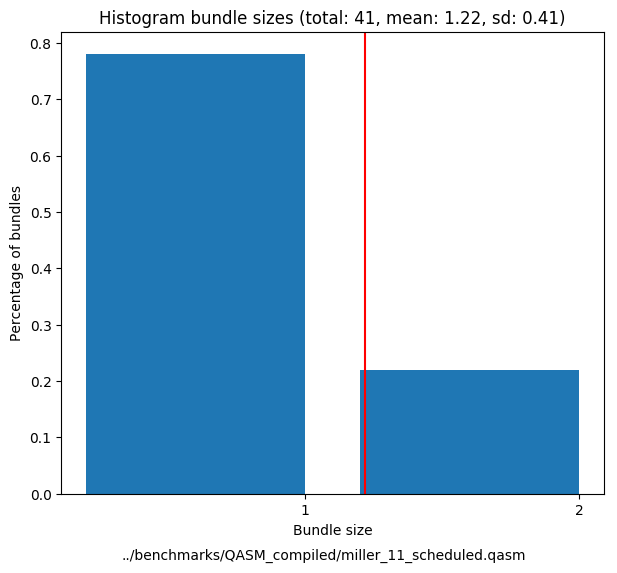 Histogram bundle sizes (total: 41, mean: 1.22, sd: 0.41)
0.8
0.7
0.6
0.5
0.4
0.3
0.2
0.1
0.0
Percentage of bundles
1
2
Bundle size
../benchmarks/QASM_compiled/miller_11_scheduled.qasm